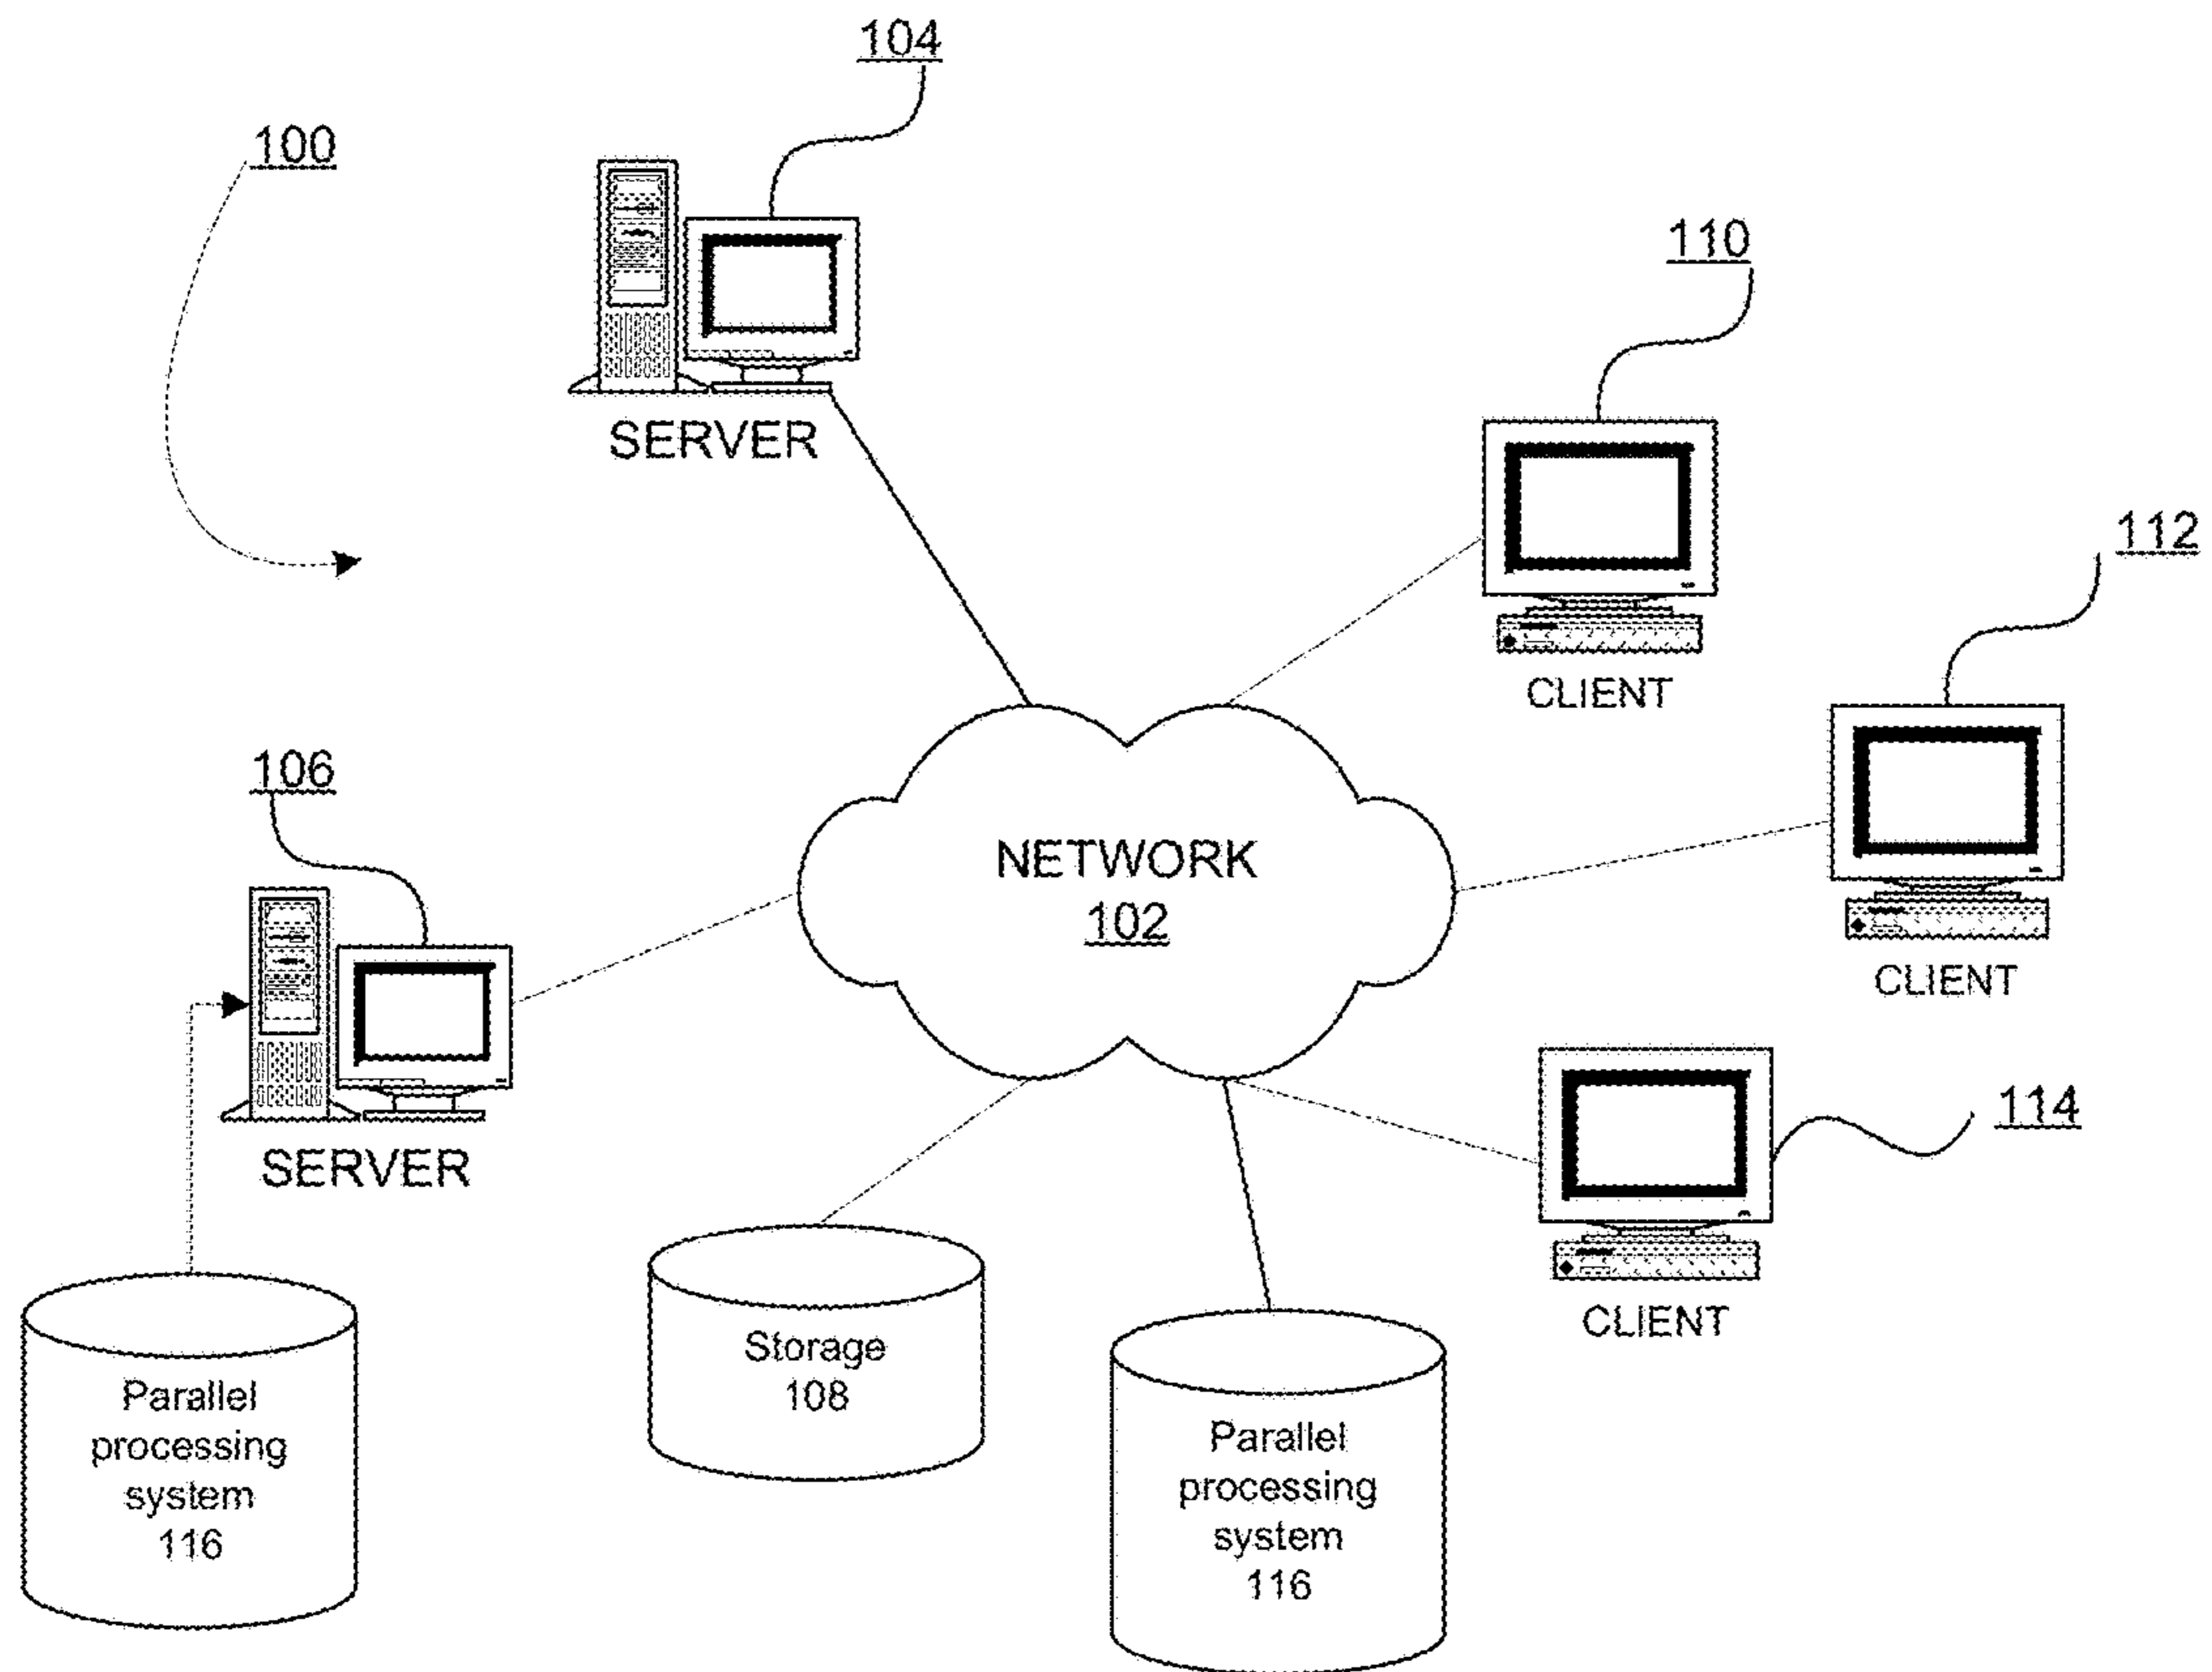 104
100
110
SERVER
112
CLIENT
106
NETWORK
102
CLIENT
114
SERVER
CLIENT
Storage
108
Parallel
processing
system
116
Parallel
processing
system
116